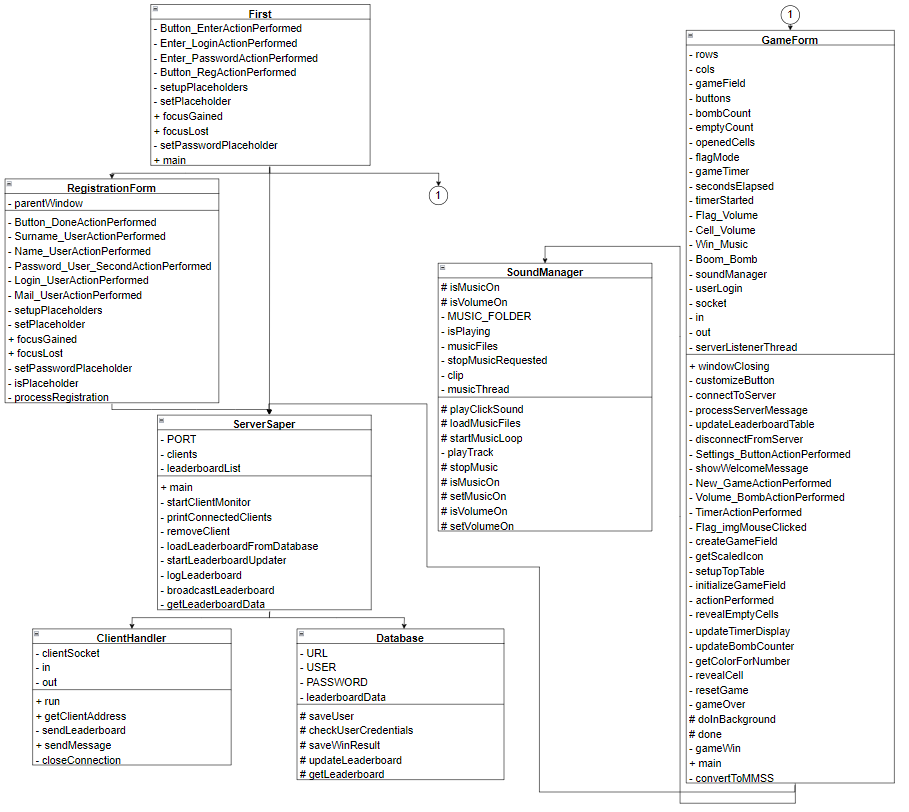 First
- Button_EnterActionPerformed
- Enter_LoginActionPerformed
- Enter_PasswordActionPerformed
- Button_RegActionPerformed
- setupPlaceholders
- setPlaceholder
+ focusGained
+ focusLost
- setPasswordPlaceholder
+ main
1
RegistrationForm
- parentWindow
- Button_DoneActionPerformed
- Surname_UserActionPerformed
- Name_UserActionPerformed
- Password_User_SecondActionPerformed
- Login_UserActionPerformed
- Mail_UserActionPerformed
- setupPlaceholders
- setPlaceholder
+ focusGained
+ focusLost
- setPasswordPlaceholder
- isPlaceholder
- processRegistration
ServerSaper
- PORT
- clients
- leaderboardList
+ main
- startClientMonitor
- printConnectedClients
- removeClient
- loadLeaderboardFromDatabase
- startLeaderboardUpdater
- logLeaderboard
- broadcastLeaderboard
- getLeaderboardData
ClientHandler
- clientSocket
- in
- out
+ run
+ getClientAddress
- sendLeaderboard
+ sendMessage
- closeConnection
Database
- URL
- USER
- PASSWORD
- leaderboardData
# saveUser
# checkUserCredentials
# saveWinResult
# updateLeaderboard
# getLeaderboard
SoundManager
# isMusicOn
# isVolumeOn
- MUSIC_FOLDER
- isPlaying
- musicFiles
- stopMusicRequested
- clip
- musicThread
# playClickSound
# loadMusicFiles
# startMusicLoop
- playTrack
# stopMusic
# isMusicOn
# setMusicOn
# isVolumeOn
# setVolumeOn
1
GameForm
- rows
- cols
- gameField
- buttons
- bombCount
- emptyCount
- openedCells
- flagMode
- gameTimer
- secondsElapsed
- timerStarted
- Flag_Volume
- Cell_Volume
- Win_Music
- Boom_Bomb
- soundManager
- userLogin
- socket
- in
- out
- serverListenerThread
+ windowClosing
- customizeButton
- connectToServer
- processServerMessage
- updateLeaderboardTable
- disconnectFromServer
- Settings_ButtonActionPerformed
- showWelcomeMessage
- New_GameActionPerformed
- Volume_BombActionPerformed
- TimerActionPerformed
- Flag_imgMouseClicked
- createGameField
- getScaledIcon
- setupTopTable
- initializeGameField
- actionPerformed
- revealEmptyCells
- updateTimerDisplay
- updateBombCounter
- getColorForNumber
- revealCell
- resetGame
- gameOver
# doInBackground
# done
- gameWin
+ main
- convertToMMSS